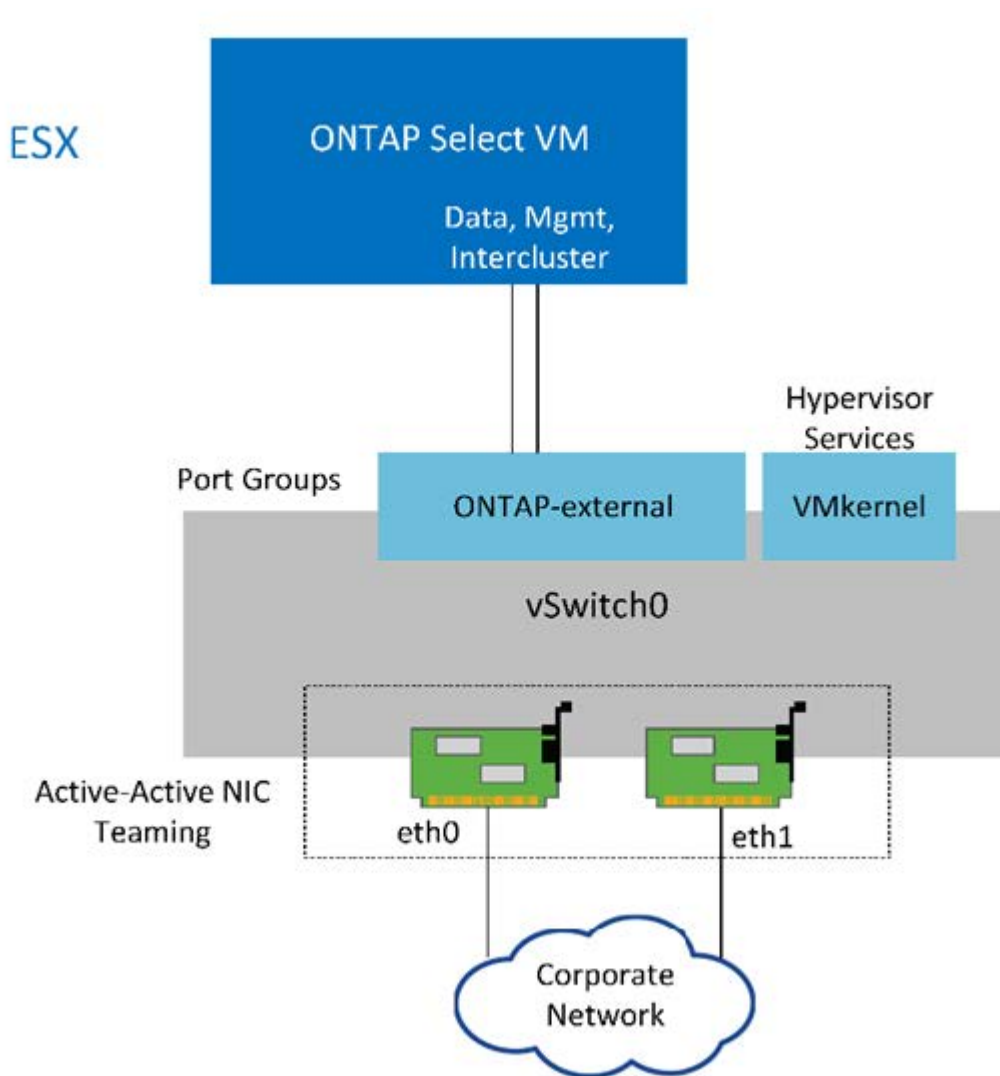 ESX
ONTAP Select VM
Data, Mgmt,
Intercluster
Hypervisor
Services
Port Groups
ONTAP-external
VMkernel
vSwitch0
Active-Active NIC
Teaming
eth0
eth1
Corporate
Network